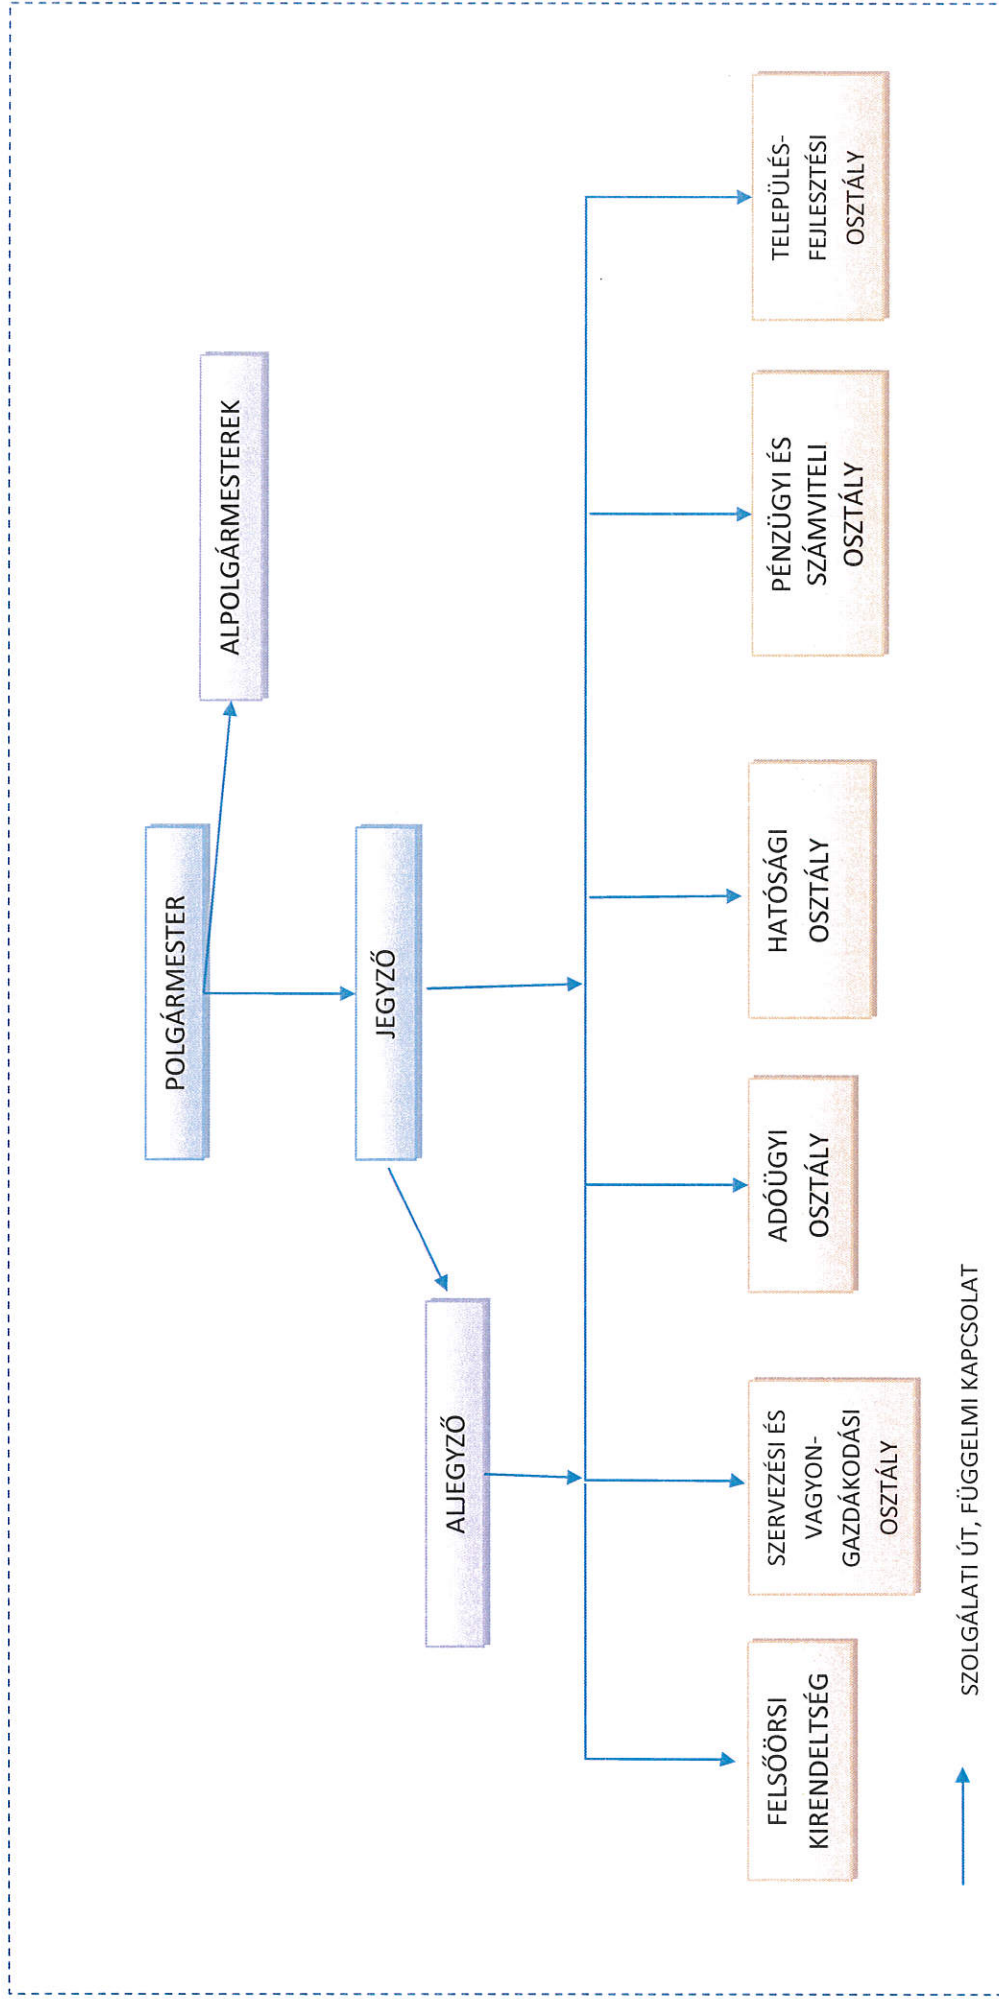 POLGÁRMESTER
ALPOLGÁRMESTEREK
JEGYZŐ
ALJEGYZŐ
FELSŐÖRSI
KIRENDELTSÉG
SZERVEZÉSI ÉS
VAGYON-
GAZDÁKODÁSI
OSZTÁLY
ADÓÜGYI
OSZTÁLY
HATÓSÁGI
OSZTÁLY
PÉNZÜGYI ÉS
SZÁMVITELI
OSZTÁLY
TELEPÜLÉS-
FEJLESZTÉSI
OSZTÁLY
SZOLGÁLATI ÚT, FÜGGELMI KAPCSOLAT